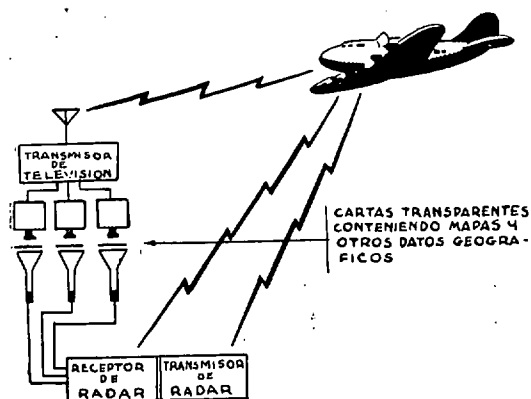 TRANSMISOR
DE
TELEVISION
CARTAS TRANSPARENTES
CONTENIENDO MAPAS Y
OTROS DATOS GEOGRA-
FICOS
RECEPTOR
DE
RADAR
TRANSMISOR
DE
RADAR